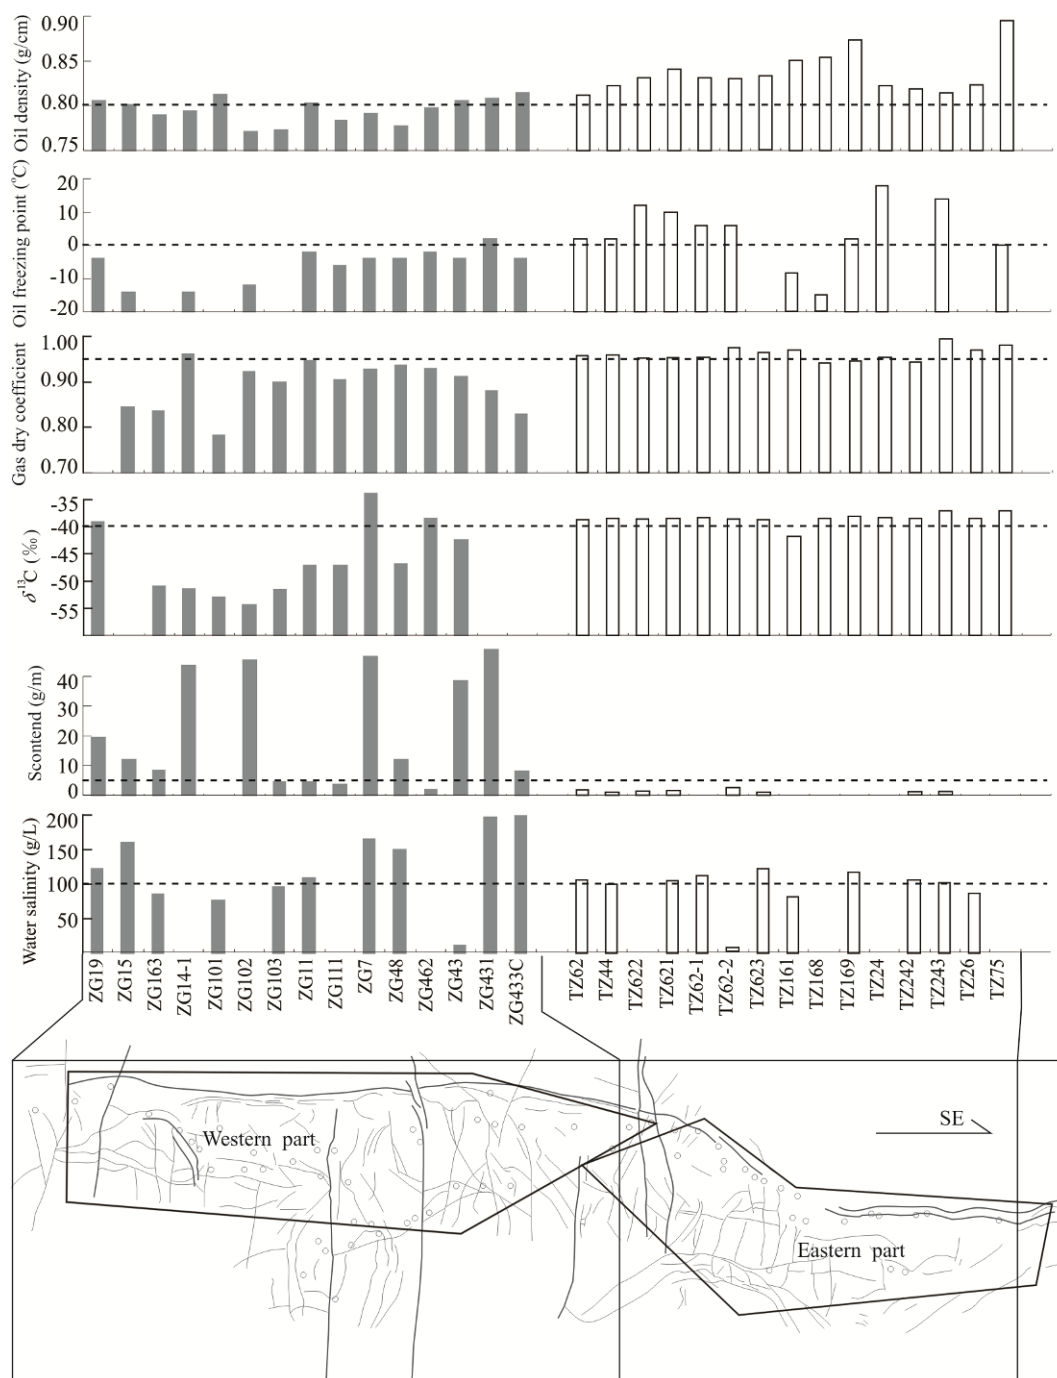 Oil density (g/cm)
0.90
0.85
0.80
0.75
Oil freezing point (°C)
20
10
0
-10
-20
Gas dry coefficient
1.00
0.90
0.80
0.70
δ¹³C (‰)
-35
-40
-45
-50
-55
Scontend (g/m)
40
30
20
10
0
Water salinity (g/L)
200
150
100
50
ZG19
ZG15
ZG163
ZG14-1
ZG101
ZG102
ZG103
ZG11
ZG111
ZG7
ZG48
ZG462
ZG43
ZG431
ZG433C
TZ62
TZ44
TZ622
TZ621
TZ62-1
TZ62-2
TZ623
TZ161
TZ168
TZ169
TZ24
TZ242
TZ243
TZ26
TZ75
Western part
SE
Eastern part